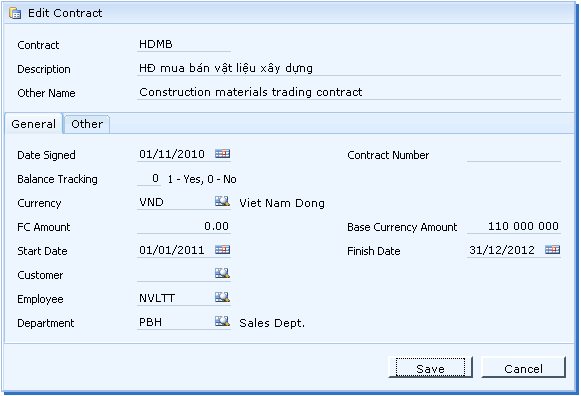 Edit Contract
Contract HDMB
Description HĐ mua bán vật liệu xây dựng
Other Name Construction materials trading contract
General Other
Date Signed 01/11/2010 Contract Number
Balance Tracking 0 1 - Yes, 0 - No
Currency VND Viet Nam Dong
FC Amount 0.00 Base Currency Amount 110 000 000
Start Date 01/01/2011 Finish Date 31/12/2012
Customer
Employee NVLTT
Department PBH Sales Dept.
Save Cancel